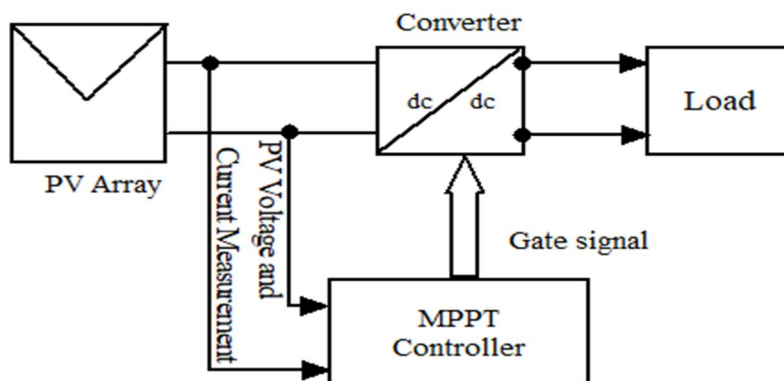 Converter
dc
dc
Load
PV Array
PV Voltage and
Current Measurement
Gate signal
MPPT
Controller